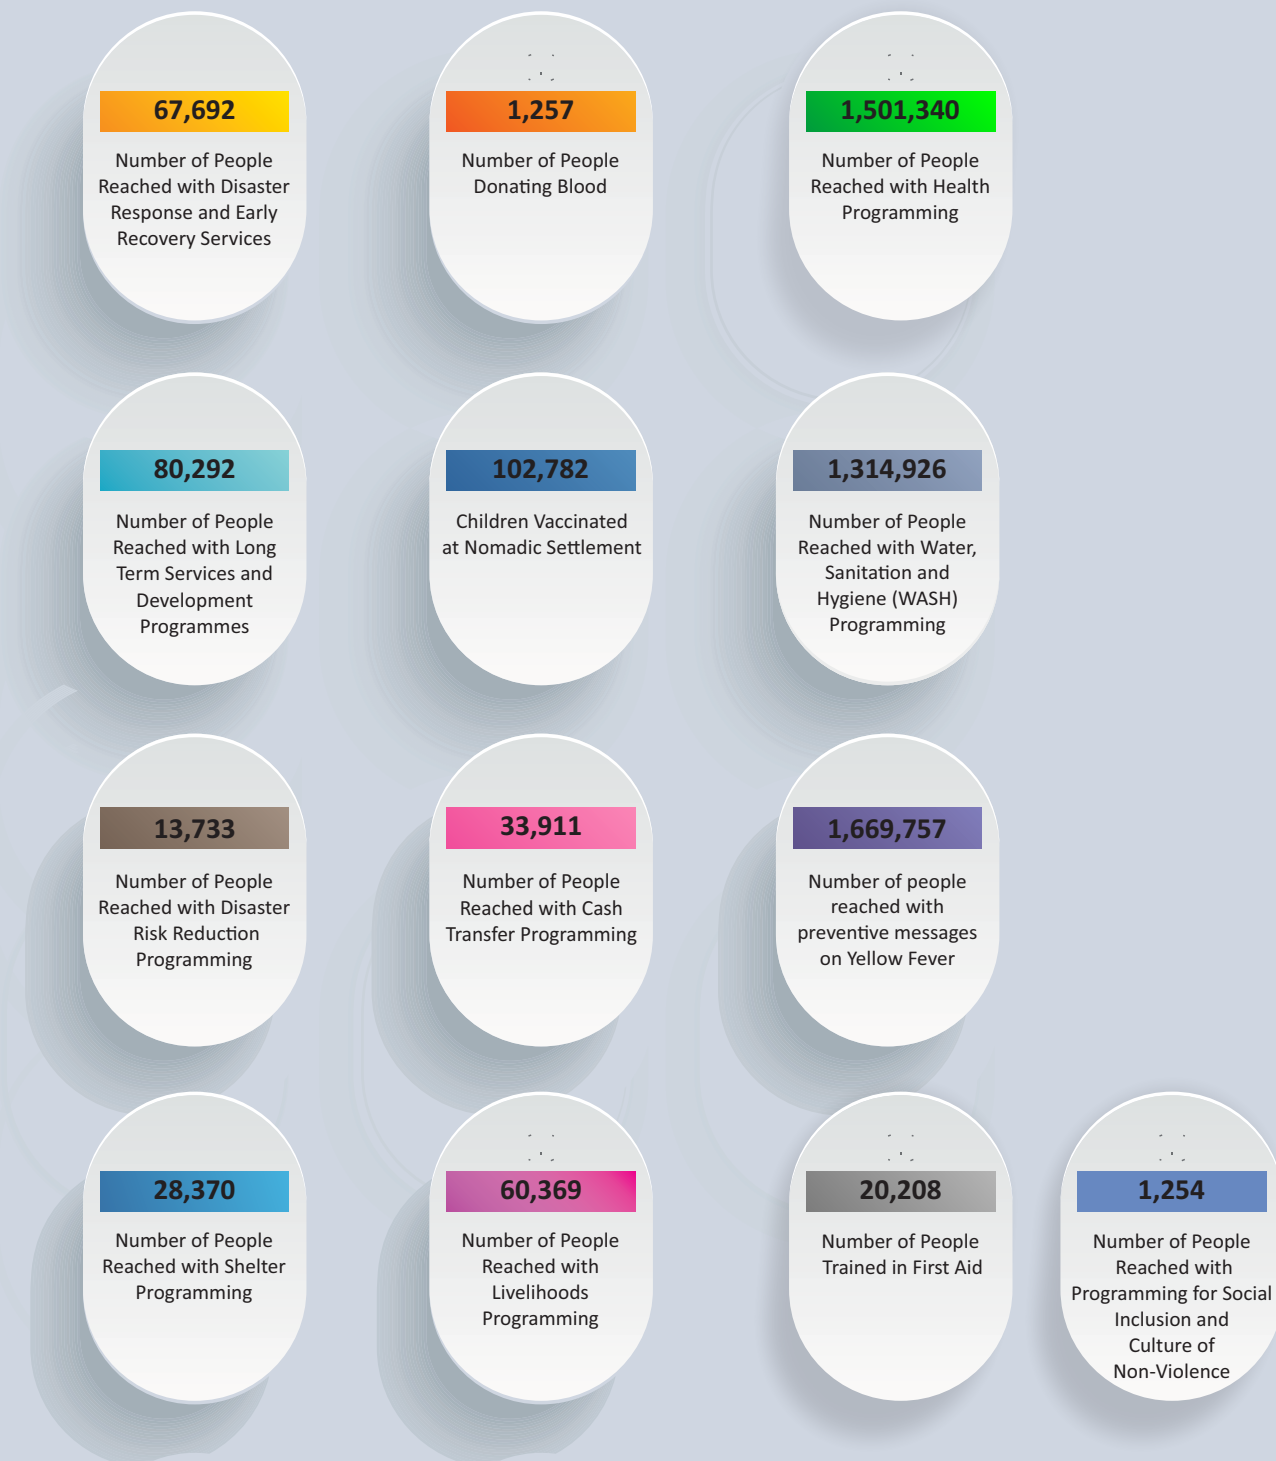 67,692
Number of People
Reached with Disaster
Response and Early
Recovery Services
1,257
Number of People
Donating Blood
1,501,340
Number of People
Reached with Health
Programming
80,292
Number of People
Reached with Long
Term Services and
Development
Programmes
102,782
Children Vaccinated
at Nomadic Settlement
1,314,926
Number of People
Reached with Water,
Sanitation and
Hygiene (WASH)
Programming
13,733
Number of People
Reached with Disaster
Risk Reduction
Programming
33,911
Number of People
Reached with Cash
Transfer Programming
1,669,757
Number of people
reached with
preventive messages
on Yellow Fever
28,370
Number of People
Reached with Shelter
Programming
60,369
Number of People
Reached with
Livelihoods
Programming
20,208
Number of People
Trained in First Aid
1,254
Number of People
Reached with
Programming for Social
Inclusion and
Culture of
Non-Violence